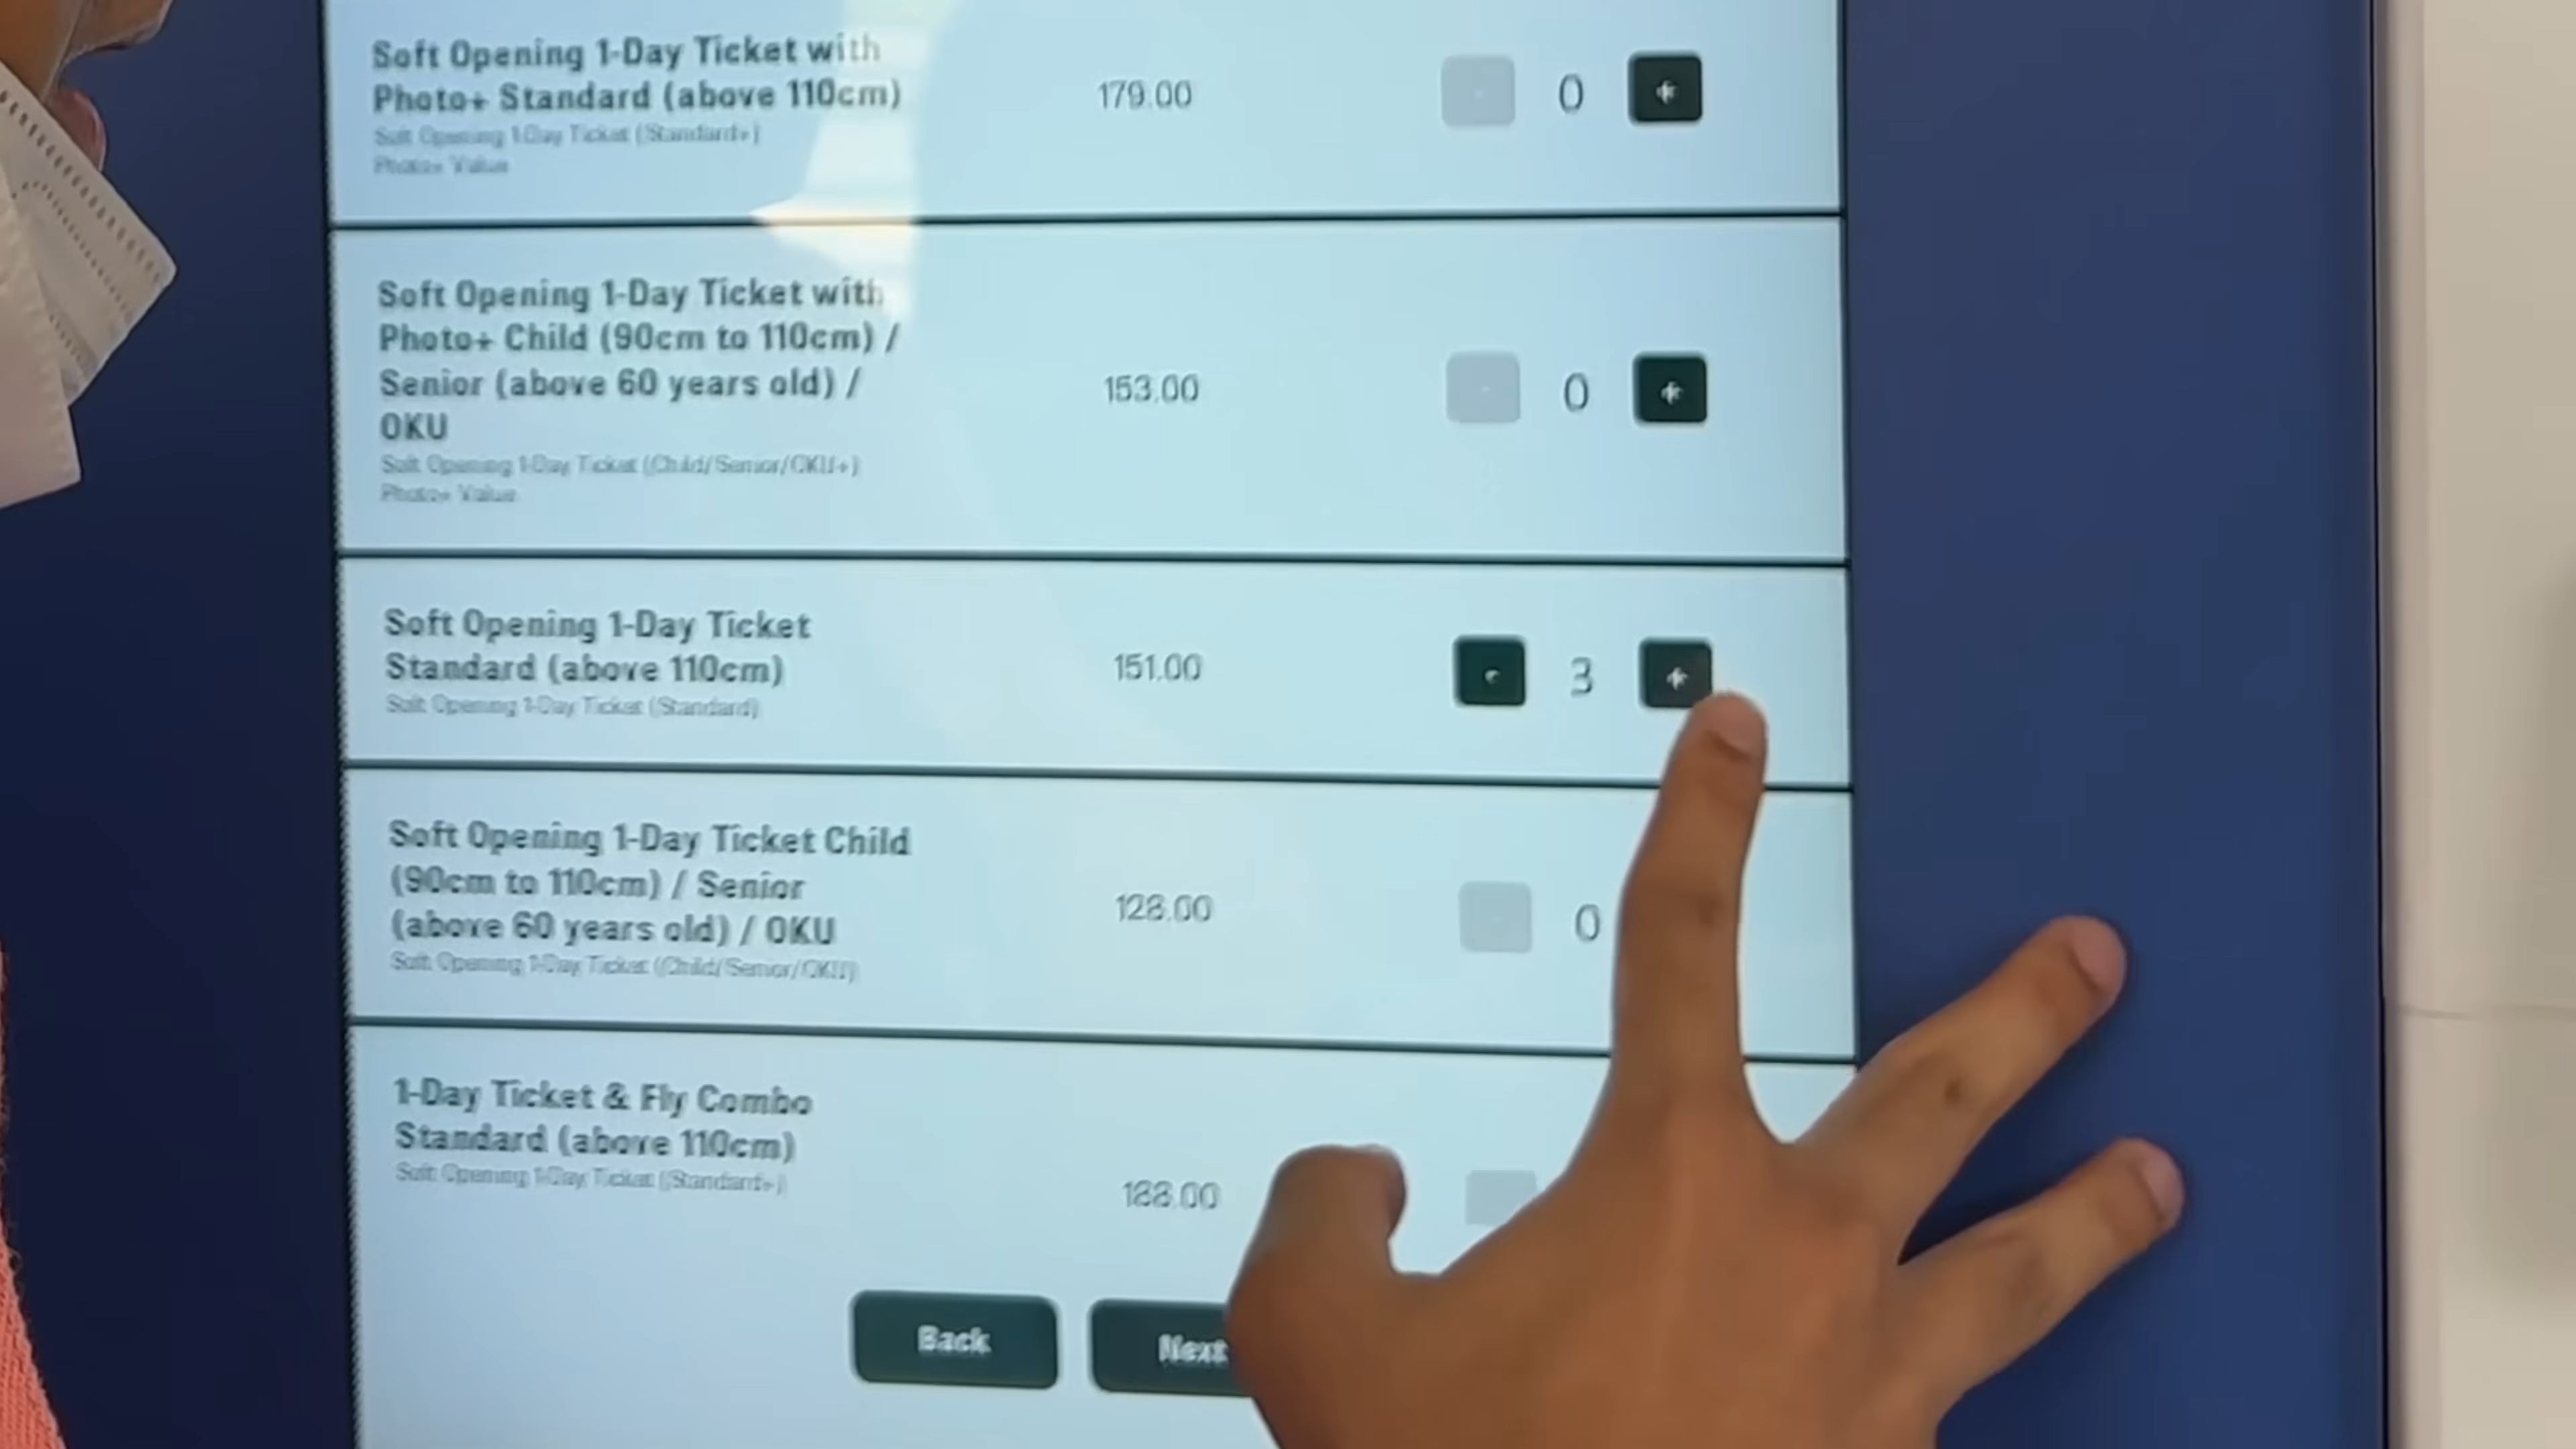 Soft Opening 1-Day Ticket with
Photo+ Standard (above 110cm)
179.00
0
+
Soft Opening 1-Day Ticket (Standard+)
Photo+ Value
Soft Opening 1-Day Ticket with
Photo+ Child (90cm to 110cm) /
Senior (above 60 years old) /
OKU
153.00
0
+
Soft Opening 1-Day Ticket (Child/Senior/OKU+)
Photo+ Value
Soft Opening 1-Day Ticket
Standard (above 110cm)
151.00
-
3
+
Soft Opening 1-Day Ticket (Standard)
Soft Opening 1-Day Ticket Child
(90cm to 110cm) / Senior
(above 60 years old) / OKU
128.00
0
Soft Opening 1-Day Ticket (Child/Senior/OKU)
1-Day Ticket & Fly Combo
Standard (above 110cm)
Soft Opening 1-Day Ticket (Standard+)
188.00
Back
Next